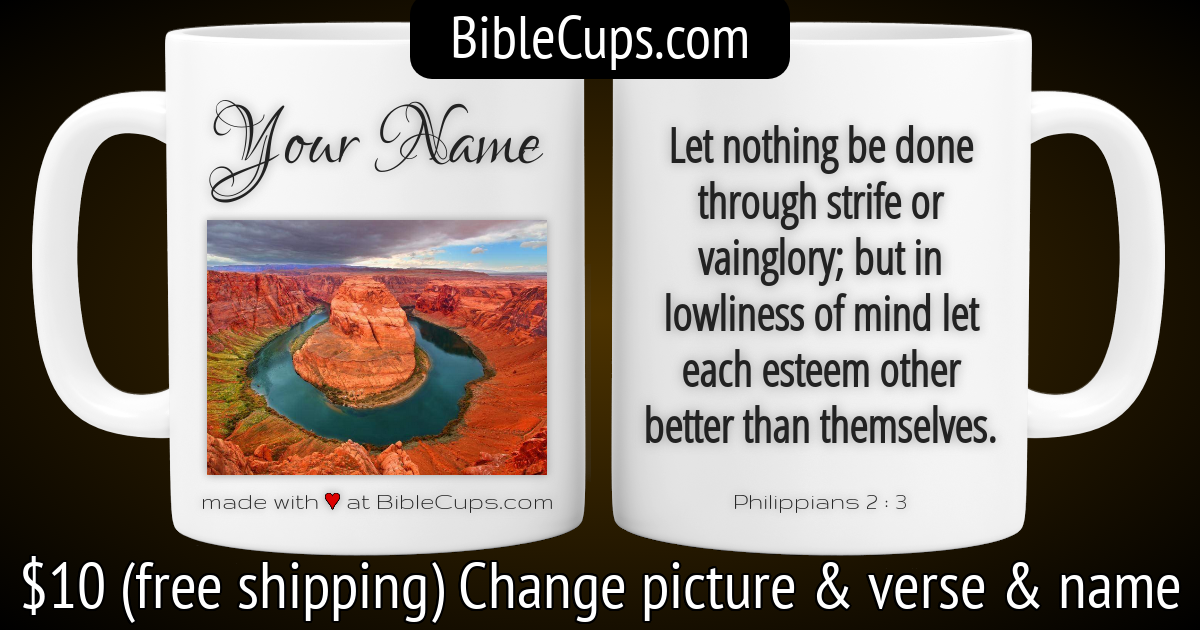 BibleCups.com
Your Name
made with ♥ at BibleCups.com
Let nothing be done
through strife or
vainglory; but in
lowliness of mind let
each esteem other
better than themselves.
Philippians 2 : 3
$10 (free shipping) Change picture & verse & name